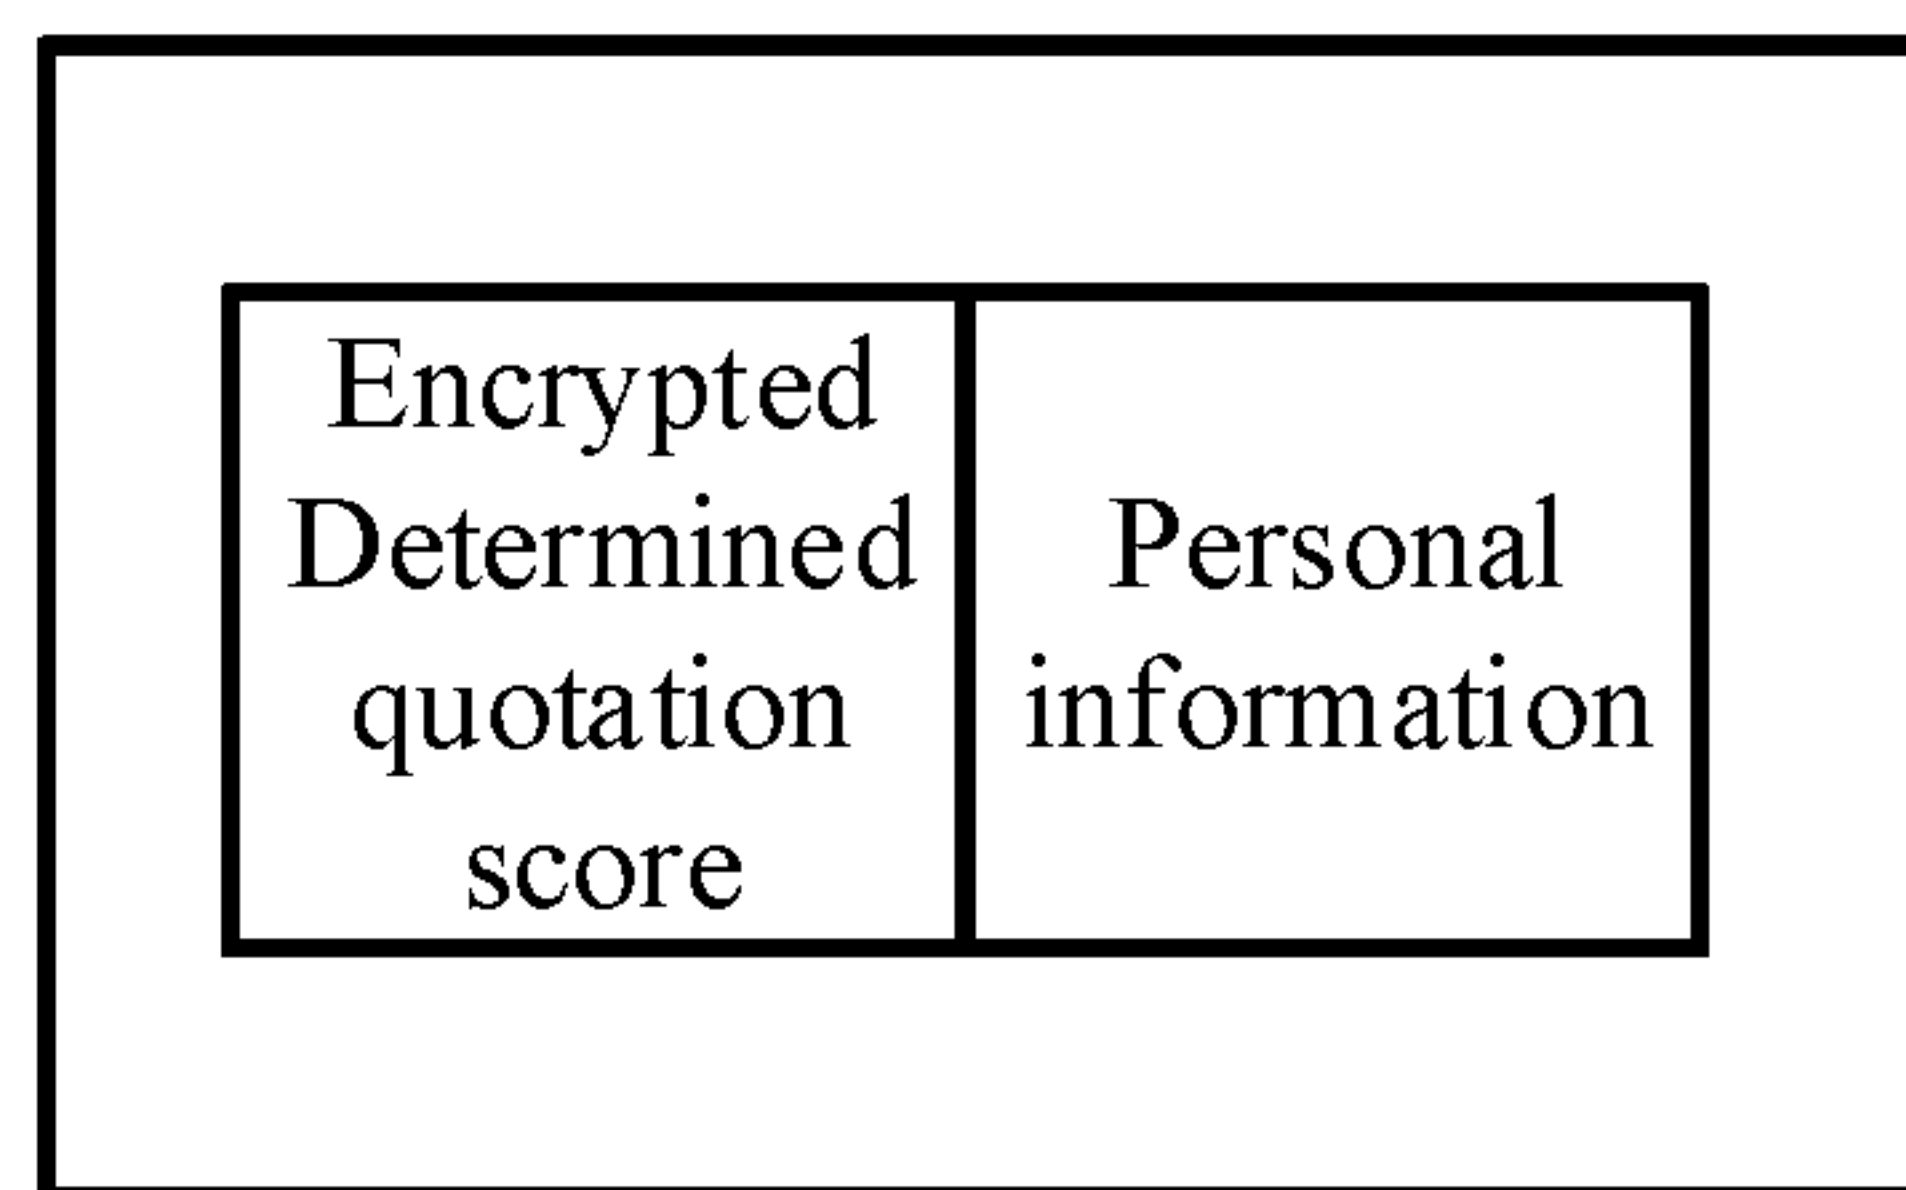 Encrypted
Determined
quotation
score
Personal
information